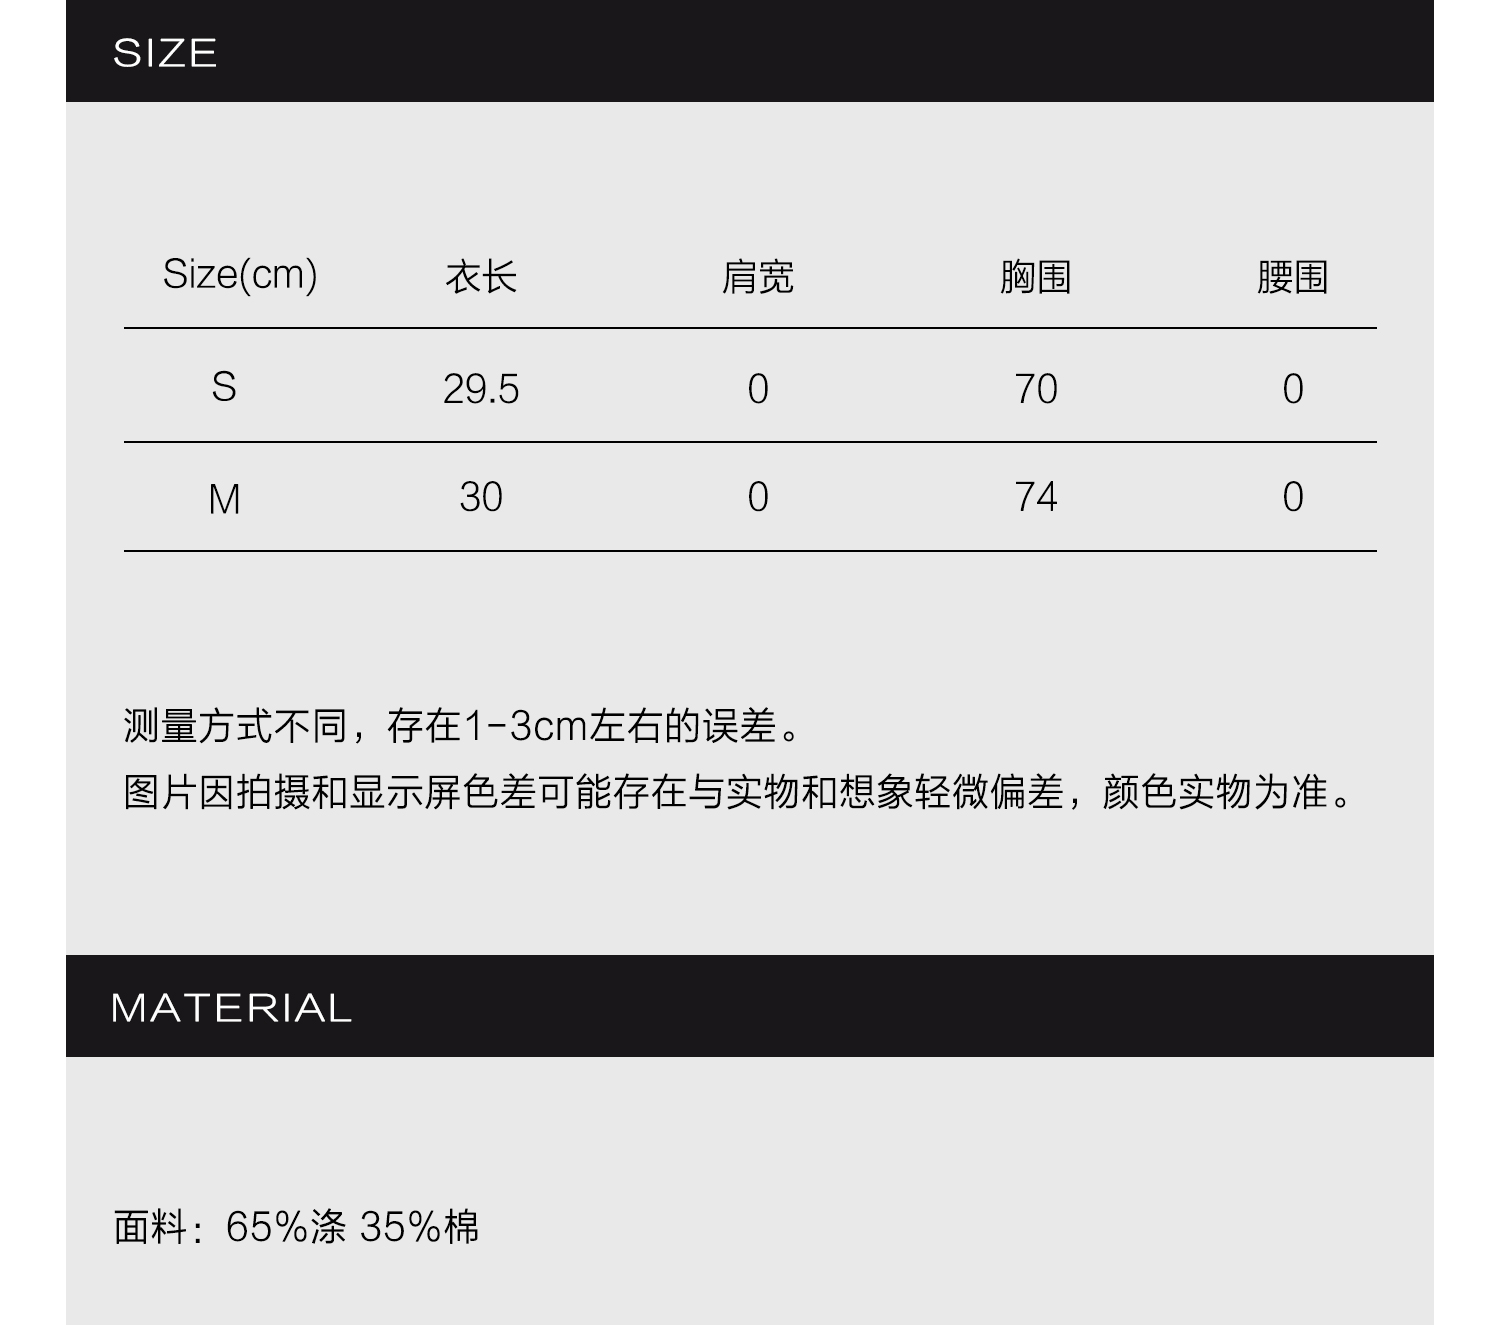 SIZE
Size(cm) 衣长 肩宽 胸围 腰围
S 29.5 0 70 0
M 30 0 74 0
测量方式不同，存在1-3cm左右的误差。
图片因拍摄和显示屏色差可能存在与实物和想象轻微偏差，颜色实物为准。
MATERIAL
面料：65%涤 35%棉